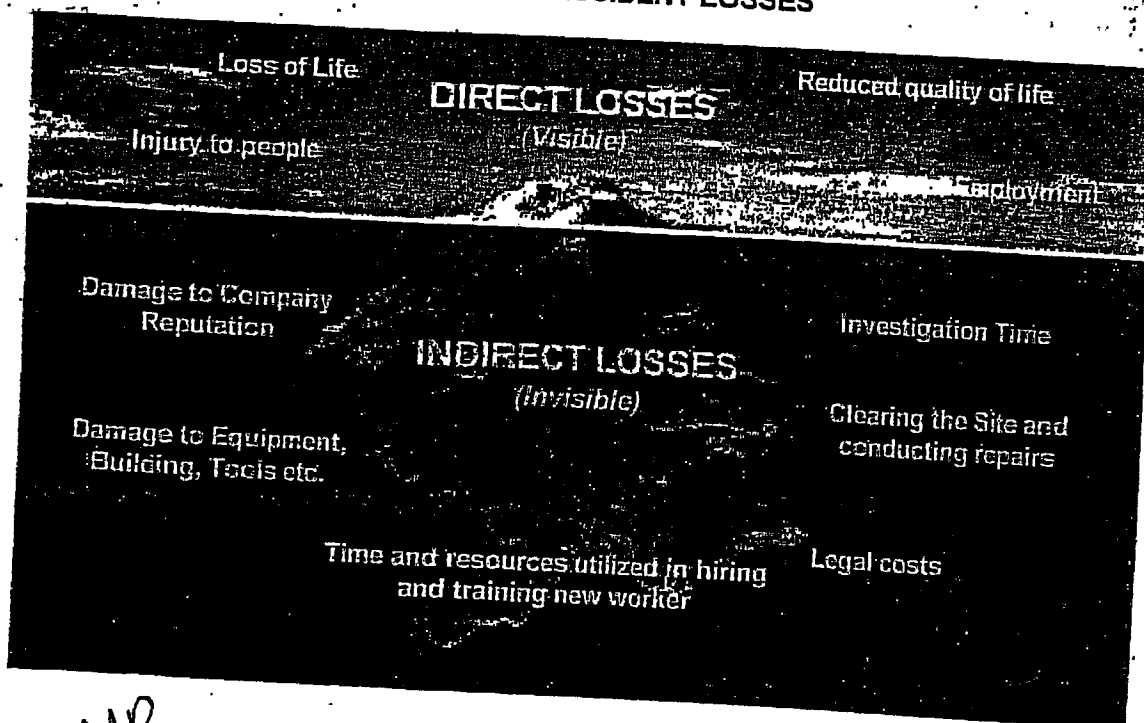 LOSSES
Loss of Life
DIRECT LOSSES
(Visible)
Reduced quality of life
Injury to people
Employment
Damage to Company
Reputation
INDIRECT LOSSES
(Invisible)
Investigation Time
Damage to Equipment,
Building, Tools etc.
Clearing the Site and
conducting repairs
Time and resources utilized in hiring
and training new worker
Legal costs